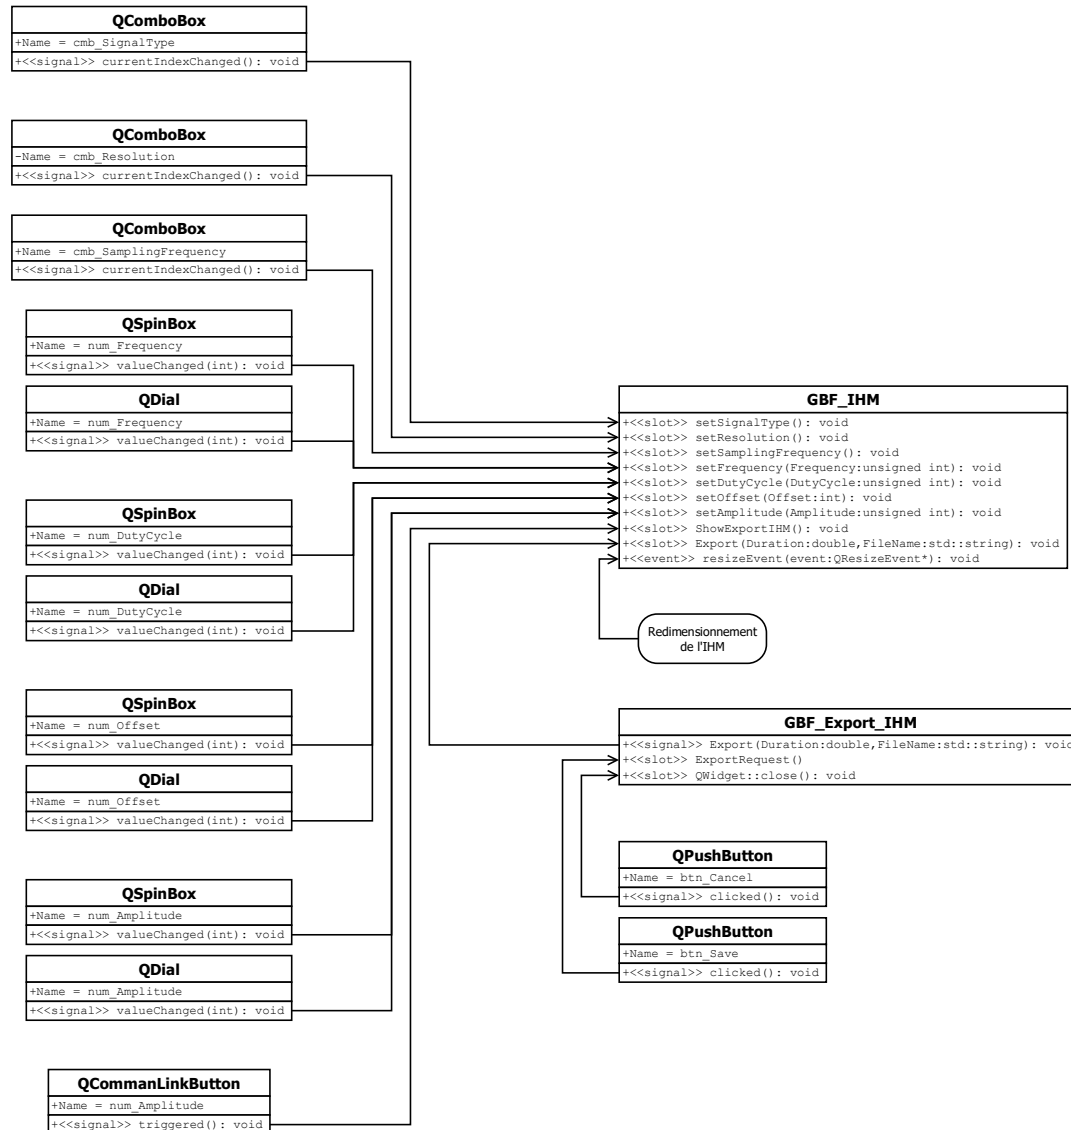 QComboBox
+Name = cmb_SignalType
+<<signal>> currentIndexChanged(): void
QComboBox
-Name = cmb_Resolution
+<<signal>> currentIndexChanged(): void
QComboBox
+Name = cmb_SamplingFrequency
+<<signal>> currentIndexChanged(): void
QSpinBox
+Name = num_Frequency
+<<signal>> valueChanged(int): void
QDial
+Name = num_Frequency
+<<signal>> valueChanged(int): void
QSpinBox
+Name = num_DutyCycle
+<<signal>> valueChanged(int): void
QDial
+Name = num_DutyCycle
+<<signal>> valueChanged(int): void
QSpinBox
+Name = num_Offset
+<<signal>> valueChanged(int): void
QDial
+Name = num_Offset
+<<signal>> valueChanged(int): void
QSpinBox
+Name = num_Amplitude
+<<signal>> valueChanged(int): void
QDial
+Name = num_Amplitude
+<<signal>> valueChanged(int): void
QCommanLinkButton
+Name = num_Amplitude
+<<signal>> triggered(): void
GBF_IHM
+<<slot>> setSignalType(): void
+<<slot>> setResolution(): void
+<<slot>> setSamplingFrequency(): void
+<<slot>> setFrequency(Frequency:unsigned int): void
+<<slot>> setDutyCycle(DutyCycle:unsigned int): void
+<<slot>> setOffset(Offset:int): void
+<<slot>> setAmplitude(Amplitude:unsigned int): void
+<<slot>> ShowExportIHM(): void
+<<slot>> Export(Duration:double,FileName:std::string): void
+<<event>> resizeEvent(event:QResizeEvent*): void
Redimensionnement
de l'IHM
GBF_Export_IHM
+<<signal>> Export(Duration:double,FileName:std::string): void
+<<slot>> ExportRequest()
+<<slot>> QWidget::close(): void
QPushButton
+Name = btn_Cancel
+<<signal>> clicked(): void
QPushButton
+Name = btn_Save
+<<signal>> clicked(): void